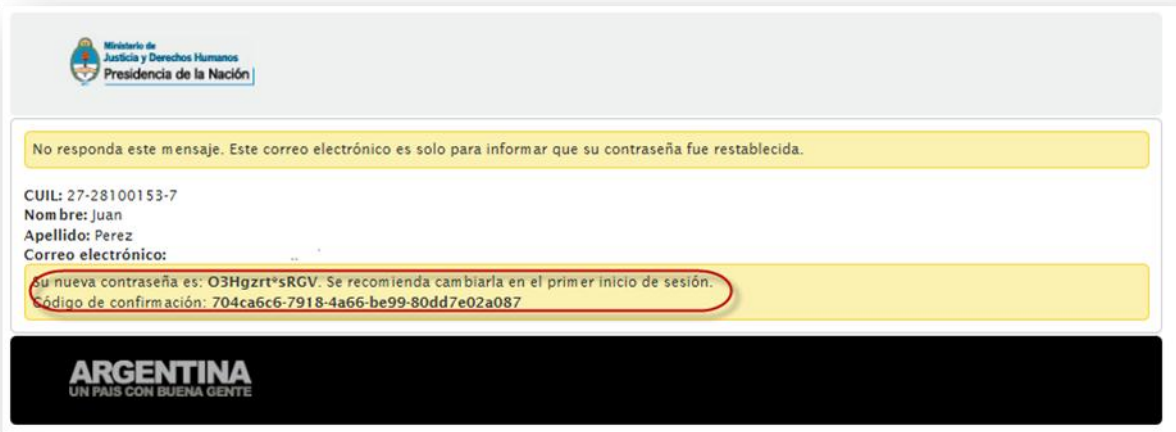 Ministerio de
Justicia y Derechos Humanos
Presidencia de la Nación
No responda este mensaje. Este correo electrónico es solo para informar que su contraseña fue restablecida.
CUIL: 27-28100153-7
Nombre: Juan
Apellido: Perez
Correo electrónico:
Su nueva contraseña es: O3Hgzrt*sRGV. Se recomienda cambiarla en el primer inicio de sesión.
Código de confirmación: 704ca6c6-7918-4a66-be99-80dd7e02a087
ARGENTINA
UN PAIS CON BUENA GENTE